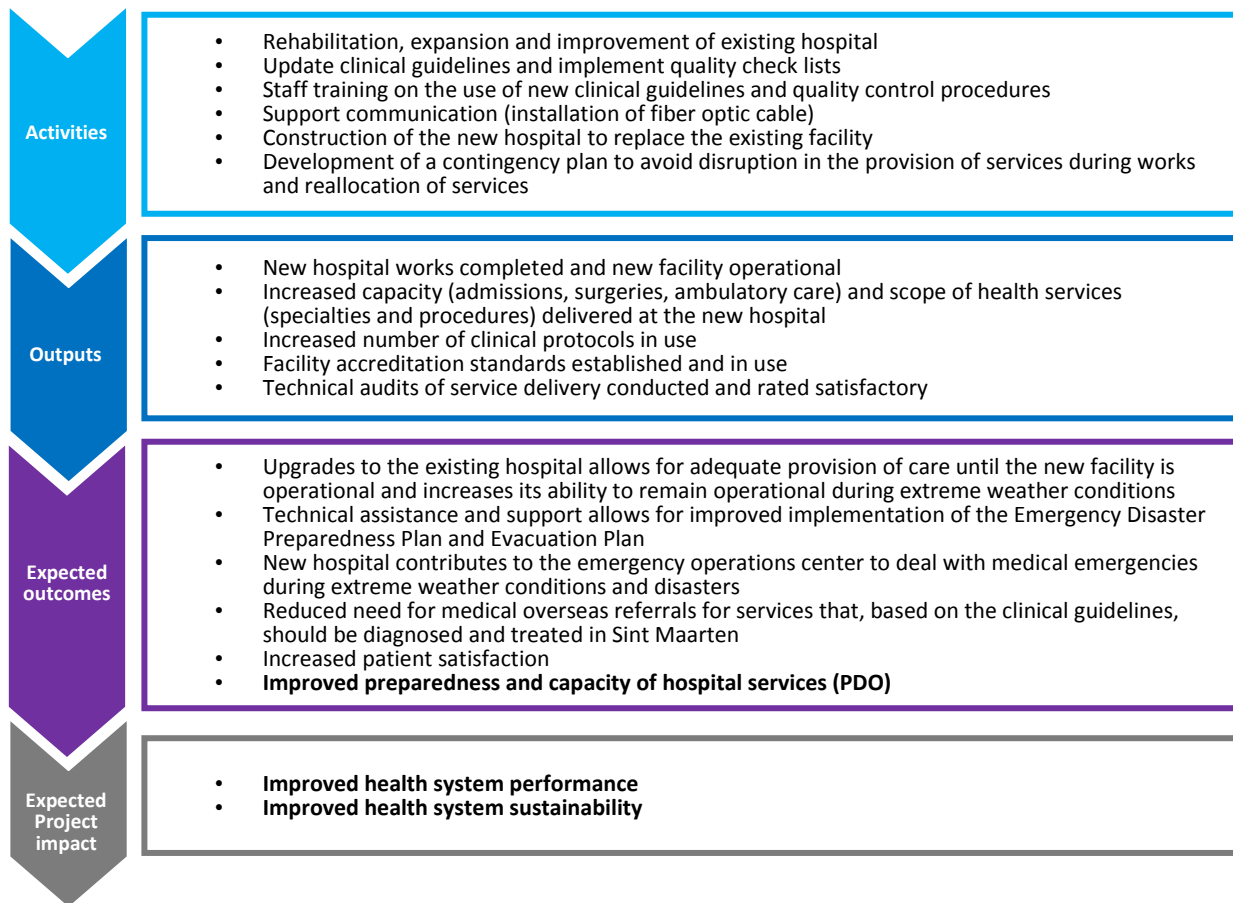 Activities
• Rehabilitation, expansion and improvement of existing hospital
• Update clinical guidelines and implement quality check lists
• Staff training on the use of new clinical guidelines and quality control procedures
• Support communication (installation of fiber optic cable)
• Construction of the new hospital to replace the existing facility
• Development of a contingency plan to avoid disruption in the provision of services during works
and reallocation of services
Outputs
• New hospital works completed and new facility operational
• Increased capacity (admissions, surgeries, ambulatory care) and scope of health services
(specialties and procedures) delivered at the new hospital
• Increased number of clinical protocols in use
• Facility accreditation standards established and in use
• Technical audits of service delivery conducted and rated satisfactory
Expected
outcomes
• Upgrades to the existing hospital allows for adequate provision of care until the new facility is
operational and increases its ability to remain operational during extreme weather conditions
• Technical assistance and support allows for improved implementation of the Emergency Disaster
Preparedness Plan and Evacuation Plan
• New hospital contributes to the emergency operations center to deal with medical emergencies
during extreme weather conditions and disasters
• Reduced need for medical overseas referrals for services that, based on the clinical guidelines,
should be diagnosed and treated in Sint Maarten
• Increased patient satisfaction
• Improved preparedness and capacity of hospital services (PDO)
Expected
Project
impact
• Improved health system performance
• Improved health system sustainability